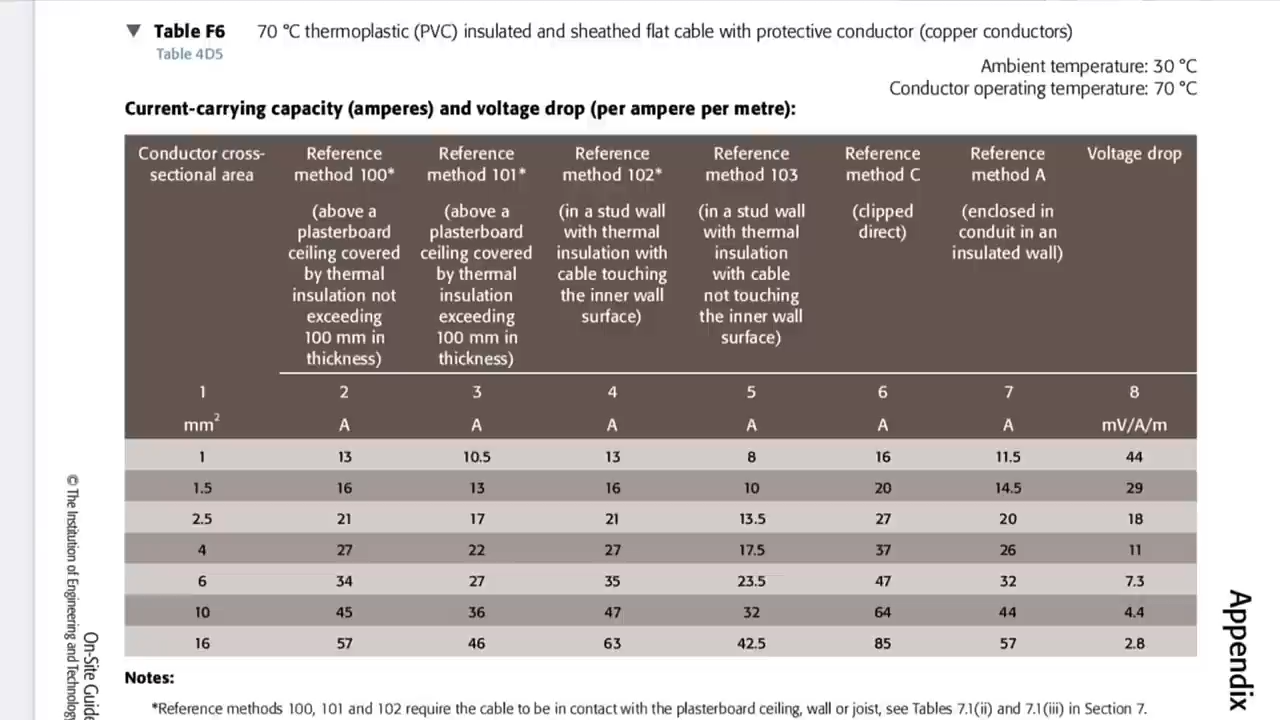 ▼ Table F6 70 °C thermoplastic (PVC) insulated and sheathed flat cable with protective conductor (copper conductors)
Table 4D5
Ambient temperature: 30 °C
Conductor operating temperature: 70 °C
Current-carrying capacity (amperes) and voltage drop (per ampere per metre):
Conductor cross- Reference Reference Reference Reference Reference Reference Voltage drop
sectional area method 100* method 101* method 102* method 103 method C method A
(above a (above a (in a stud wall (in a stud wall (clipped (enclosed in
plasterboard plasterboard with thermal with thermal direct) conduit in an
ceiling covered ceiling covered insulation with insulation insulated wall)
by thermal by thermal cable touching with cable
insulation not insulation the inner wall not touching
exceeding exceeding surface) the inner wall
100 mm in 100 mm in surface)
thickness) thickness)
1 2 3 4 5 6 7 8
mm² A A A A A A mV/A/m
1 13 10.5 13 8 16 11.5 44
1.5 16 13 16 10 20 14.5 29
2.5 21 17 21 13.5 27 20 18
4 27 22 27 17.5 37 26 11
6 34 27 35 23.5 47 32 7.3
10 45 36 47 32 64 44 4.4
16 57 46 63 42.5 85 57 2.8
Notes:
*Reference methods 100, 101 and 102 require the cable to be in contact with the plasterboard ceiling, wall or joist, see Tables 7.1(ii) and 7.1(iii) in Section 7.
On-Site Guide
© The Institution of Engineering and Technology
Appendix